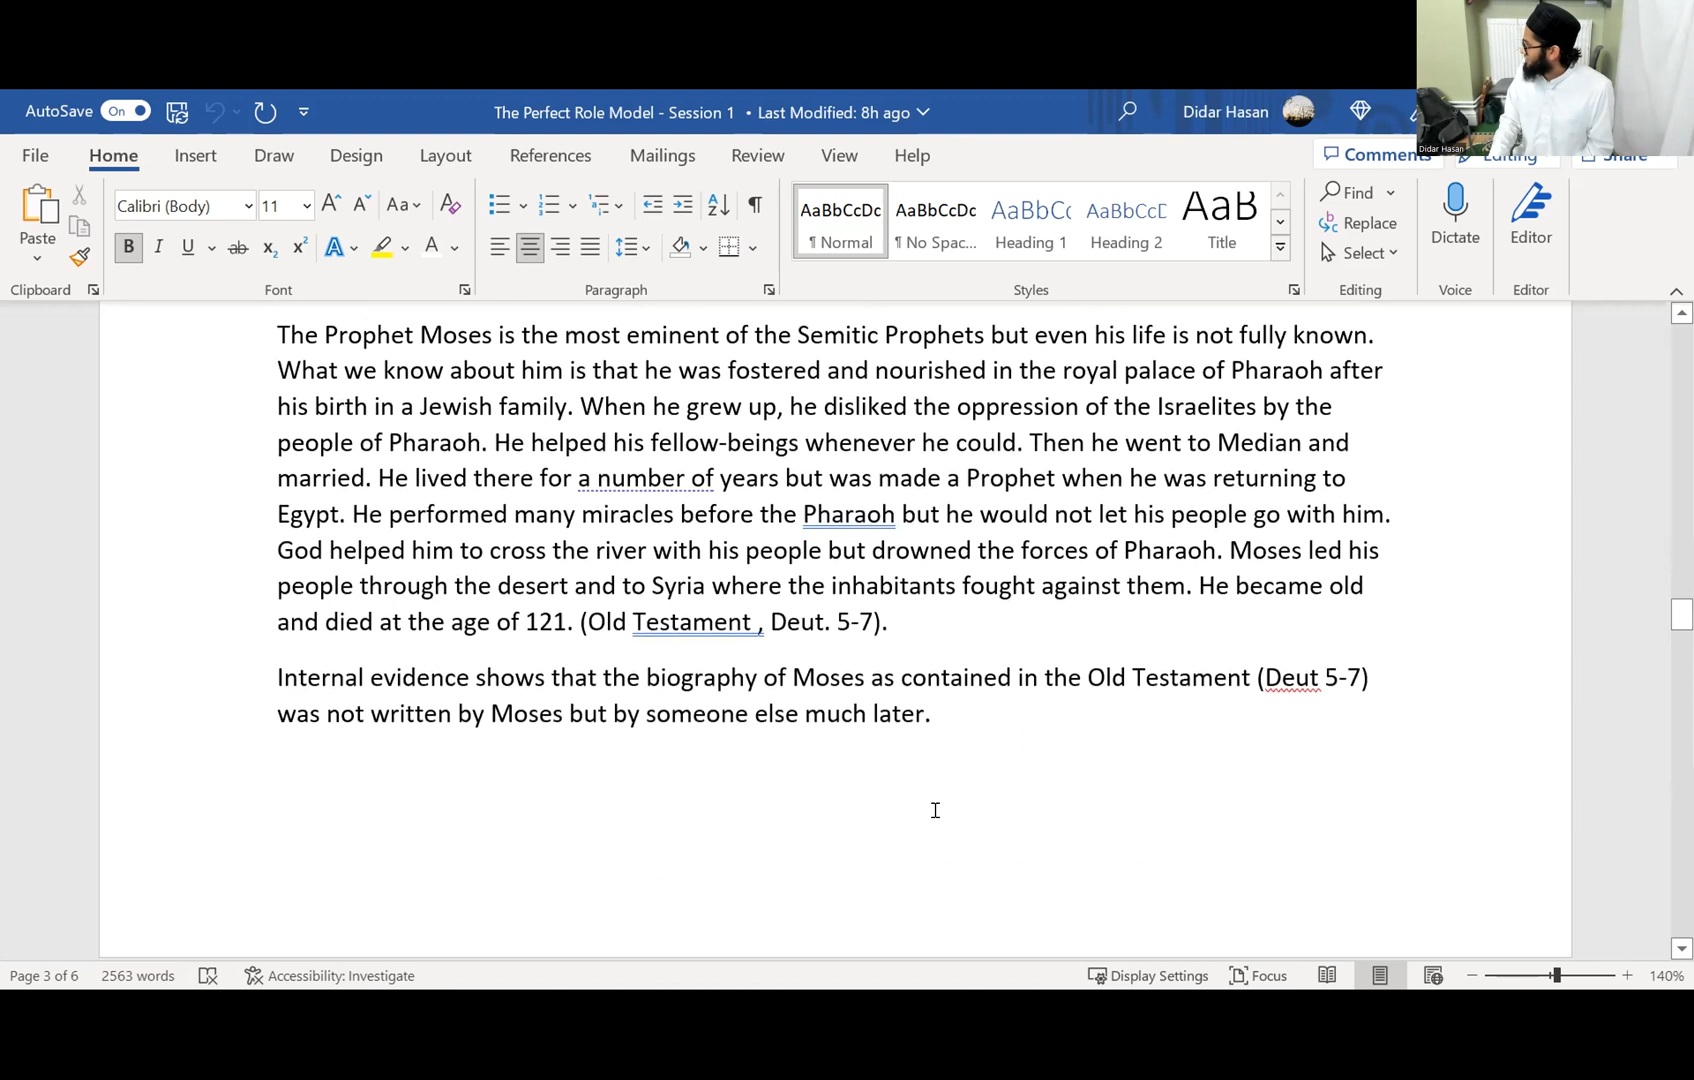 AutoSave On The Perfect Role Model - Session 1 • Last Modified: 8h ago Didar Hasan
Didar Hasan
File Home Insert Draw Design Layout References Mailings Review View Help Comments Editing Share
Paste
Calibri (Body) 11 Aa
B I U ab x₂ x² A A
AaBbCcDc AaBbCcDc AaBbCc AaBbCcD AaB
¶ Normal ¶ No Spac... Heading 1 Heading 2 Title
Find
Replace
Select
Dictate
Editor
Clipboard Font Paragraph Styles Editing Voice Editor
The Prophet Moses is the most eminent of the Semitic Prophets but even his life is not fully known.
What we know about him is that he was fostered and nourished in the royal palace of Pharaoh after
his birth in a Jewish family. When he grew up, he disliked the oppression of the Israelites by the
people of Pharaoh. He helped his fellow-beings whenever he could. Then he went to Median and
married. He lived there for a number of years but was made a Prophet when he was returning to
Egypt. He performed many miracles before the Pharaoh but he would not let his people go with him.
God helped him to cross the river with his people but drowned the forces of Pharaoh. Moses led his
people through the desert and to Syria where the inhabitants fought against them. He became old
and died at the age of 121. (Old Testament , Deut. 5-7).
Internal evidence shows that the biography of Moses as contained in the Old Testament (Deut 5-7)
was not written by Moses but by someone else much later.
Page 3 of 6 2563 words Accessibility: Investigate Display Settings Focus 140%